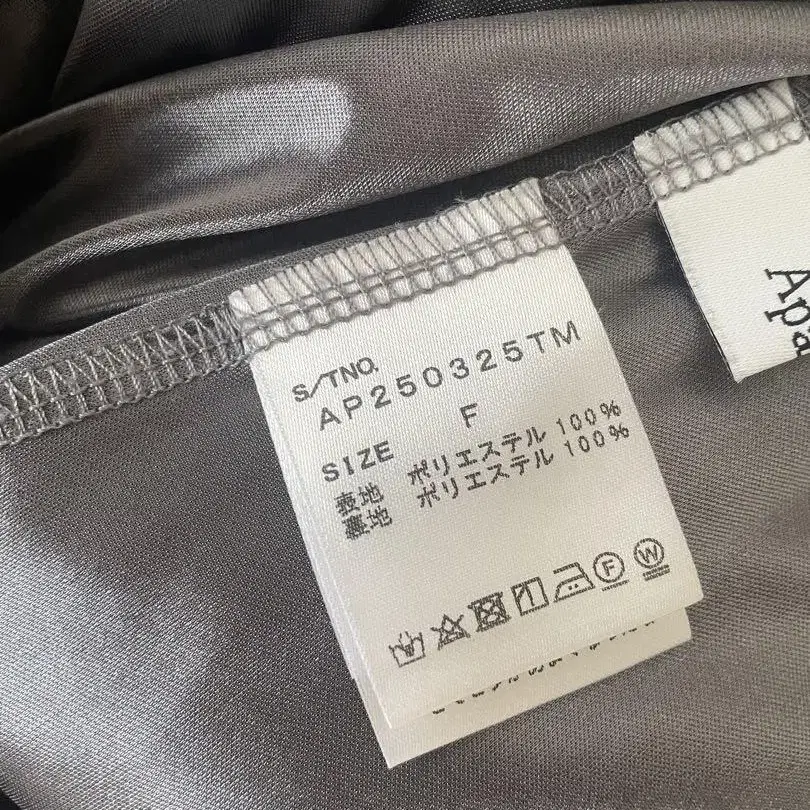 S/TNO.
AP250325TM
SIZE F
表地 ポリエステル 100%
裏地 ポリエステル 100%
F W
Apa